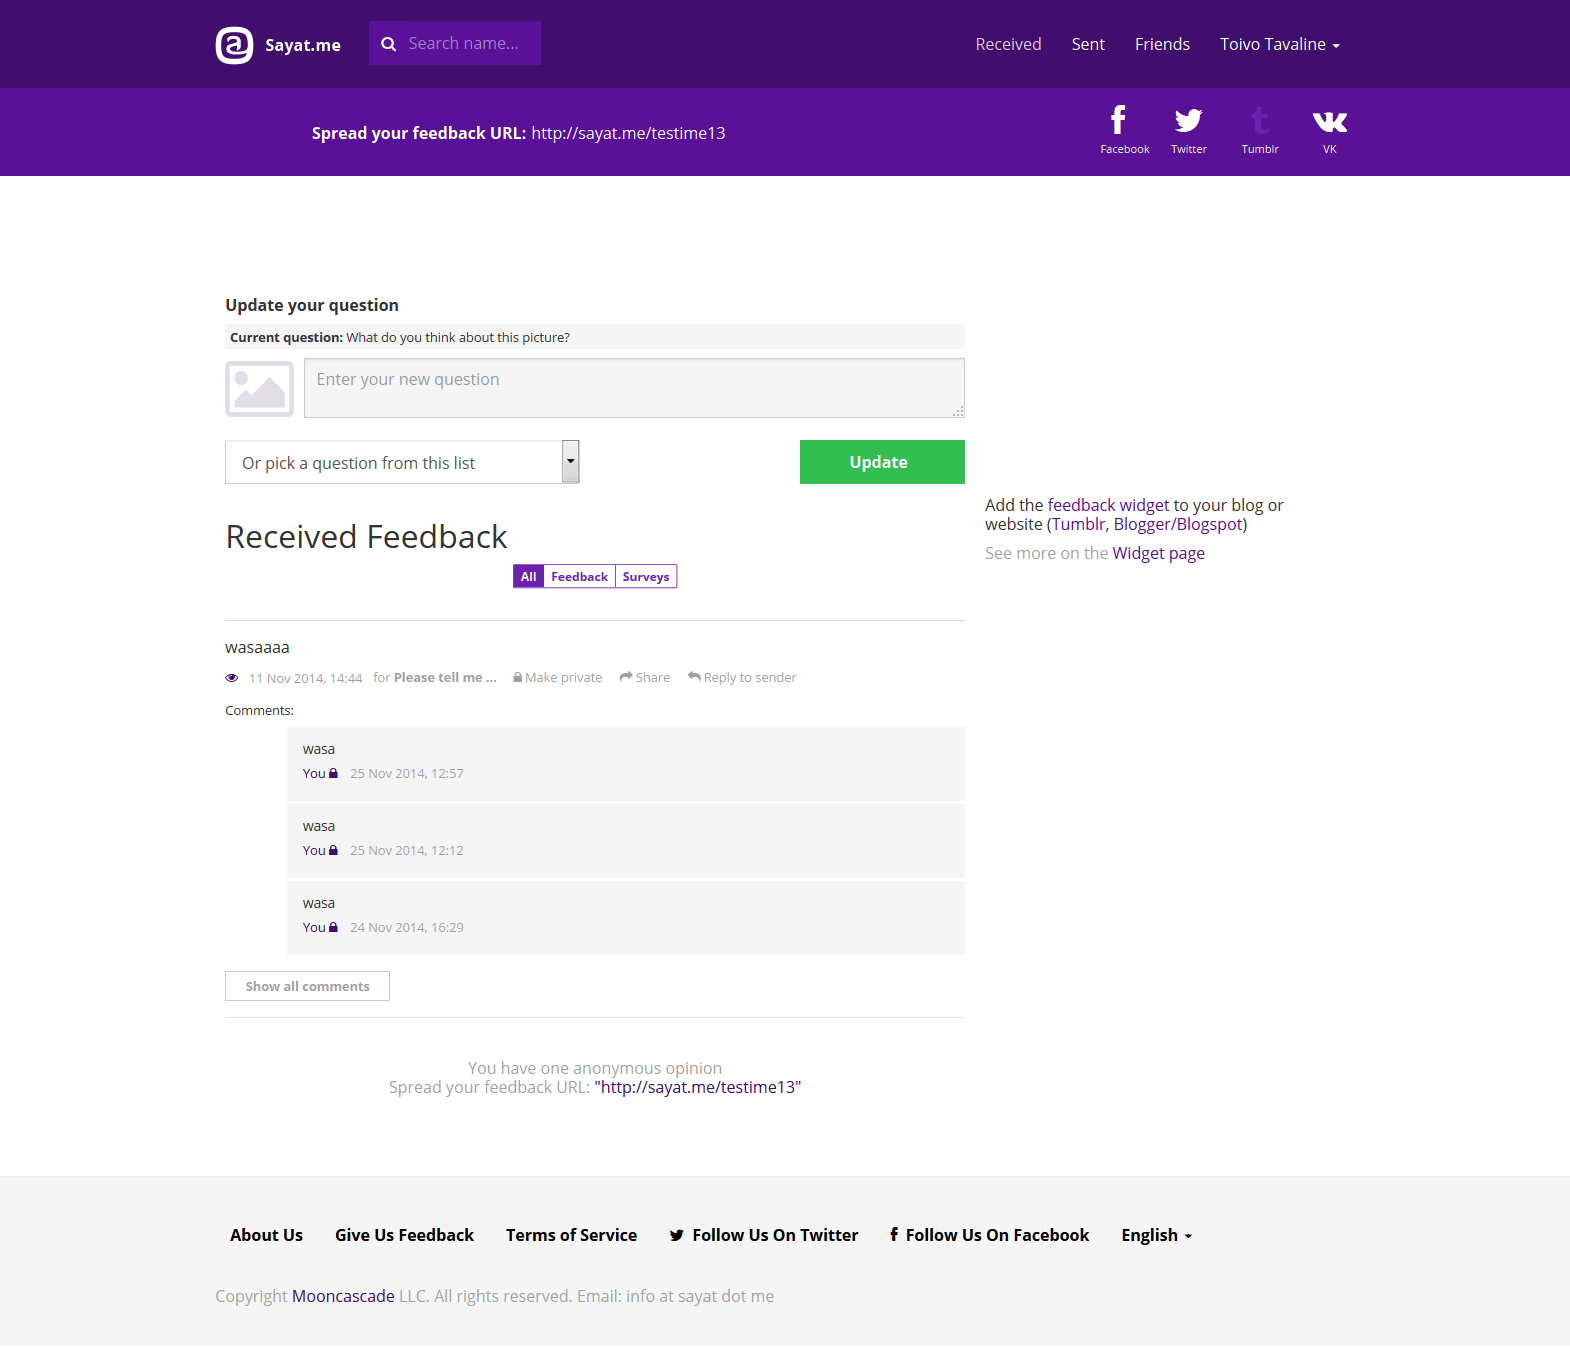 Sayat.me
Search name...
Received
Sent
Friends
Toivo Tavaline
Spread your feedback URL: http://sayat.me/testime13
Facebook
Twitter
Tumblr
VK
Update your question
Current question: What do you think about this picture?
Enter your new question
Or pick a question from this list
Update
Add the feedback widget to your blog or
website (Tumblr, Blogger/Blogspot)
See more on the Widget page
Received Feedback
All
Feedback
Surveys
wasaaaa
11 Nov 2014, 14:44 for Please tell me ... Make private Share Reply to sender
Comments:
wasa
You 25 Nov 2014, 12:57
wasa
You 25 Nov 2014, 12:12
wasa
You 24 Nov 2014, 16:29
Show all comments
You have one anonymous opinion
Spread your feedback URL: "http://sayat.me/testime13"
About Us
Give Us Feedback
Terms of Service
Follow Us On Twitter
Follow Us On Facebook
English
Copyright Mooncascade LLC. All rights reserved. Email: info at sayat dot me